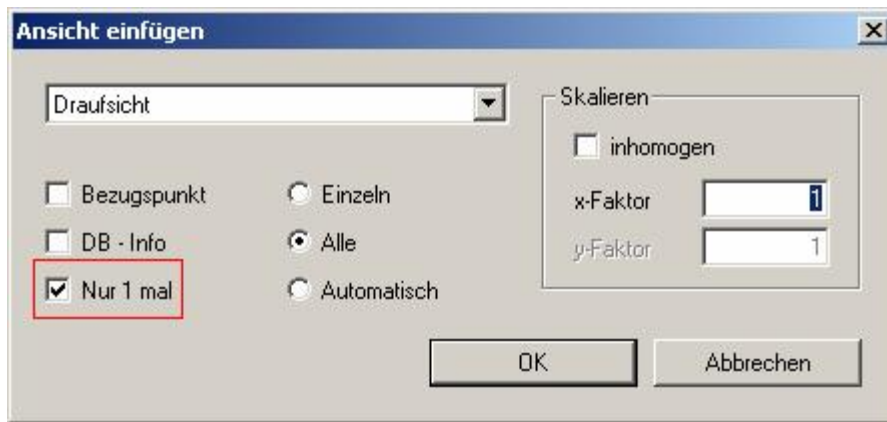 Ansicht einfügen
Draufsicht
Skalieren
inhomogen
Bezugspunkt
Einzeln
x-Faktor
1
DB - Info
Alle
y-Faktor
1
Nur 1 mal
Automatisch
OK
Abbrechen